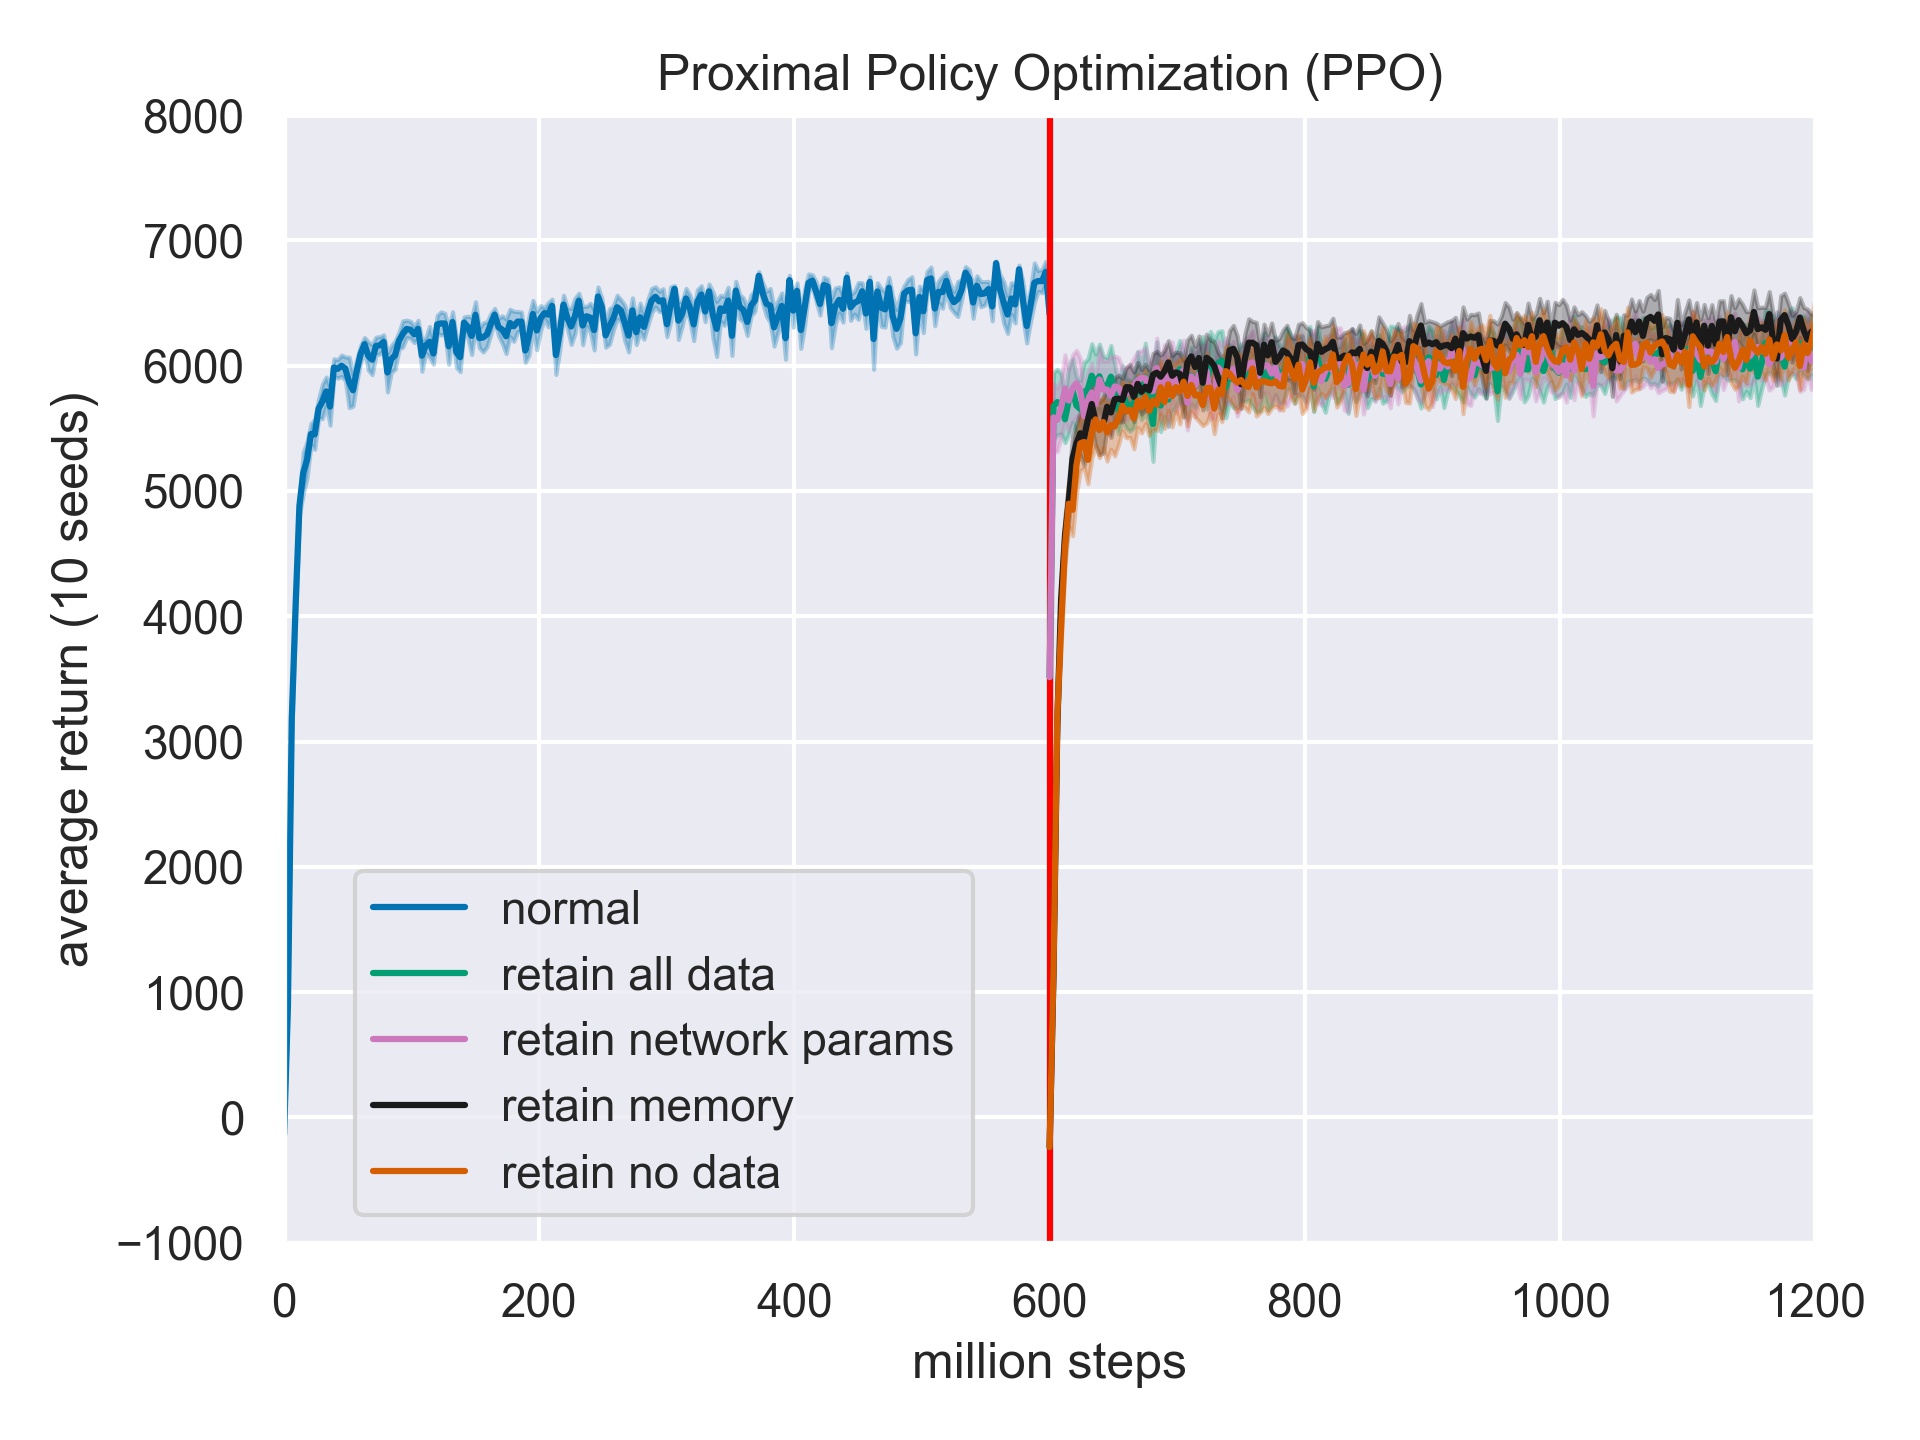 Proximal Policy Optimization (PPO)
8000
7000
6000
5000
4000
3000
2000
1000
0
−1000
average return (10 seeds)
normal
retain all data
retain network params
retain memory
retain no data
0 200 400 600 800 1000 1200
million steps